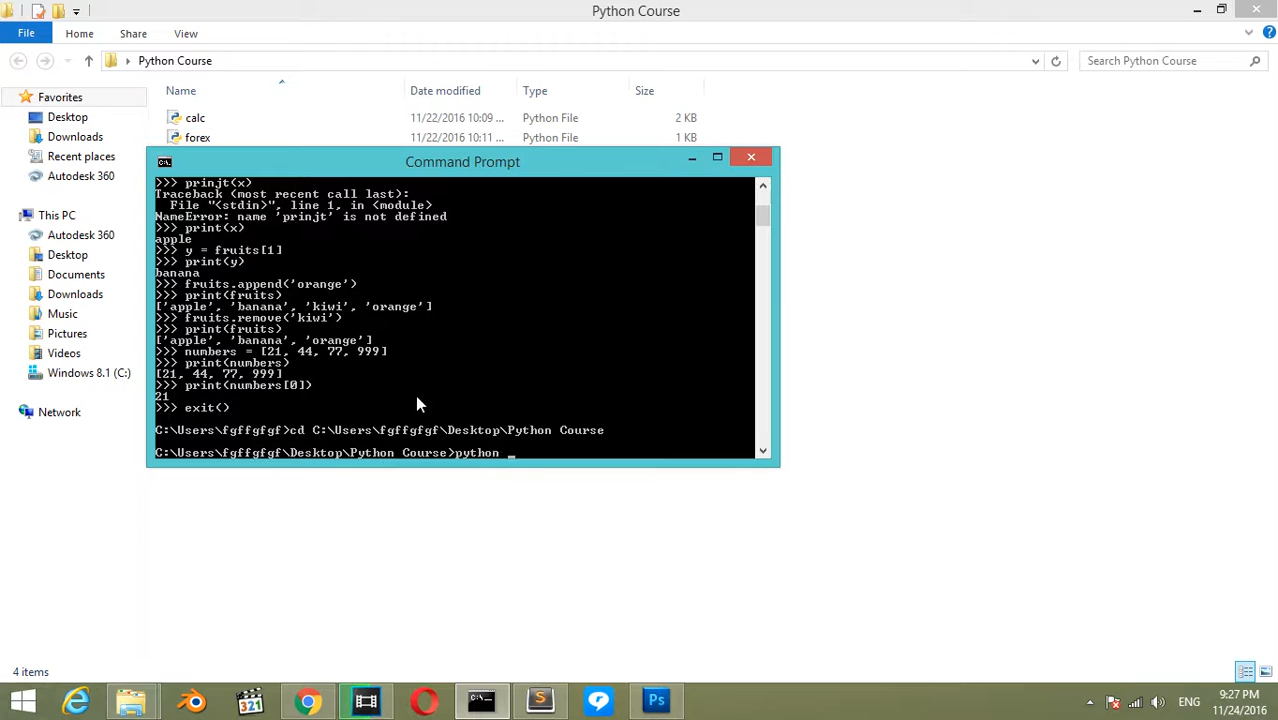 Python Course
File
Home
Share
View
Python Course
Search Python Course
Name
Date modified
Type
Size
Favorites
Desktop
Downloads
Recent places
Autodesk 360
This PC
Autodesk 360
Desktop
Documents
Downloads
Music
Pictures
Videos
Windows 8.1 (C:)
Network
calc 11/22/2016 10:09 ... Python File 2 KB
forex 11/22/2016 10:11 ... Python File 1 KB
Command Prompt
>>> prinjt(x)
Traceback (most recent call last):
File "<stdin>", line 1, in <module>
NameError: name 'prinjt' is not defined
>>> print(x)
apple
>>> y = fruits[1]
>>> print(y)
banana
>>> fruits.append('orange')
>>> print(fruits)
['apple', 'banana', 'kiwi', 'orange']
>>> fruits.remove('kiwi')
>>> print(fruits)
['apple', 'banana', 'orange']
>>> numbers = [21, 44, 77, 999]
>>> print(numbers)
[21, 44, 77, 999]
>>> print(numbers[0])
21
>>> exit()
C:\Users\fgffgfgf>cd C:\Users\fgffgfgf\Desktop\Python Course
C:\Users\fgffgfgf\Desktop\Python Course>python _
4 items
321
ENG
9:27 PM
11/24/2016